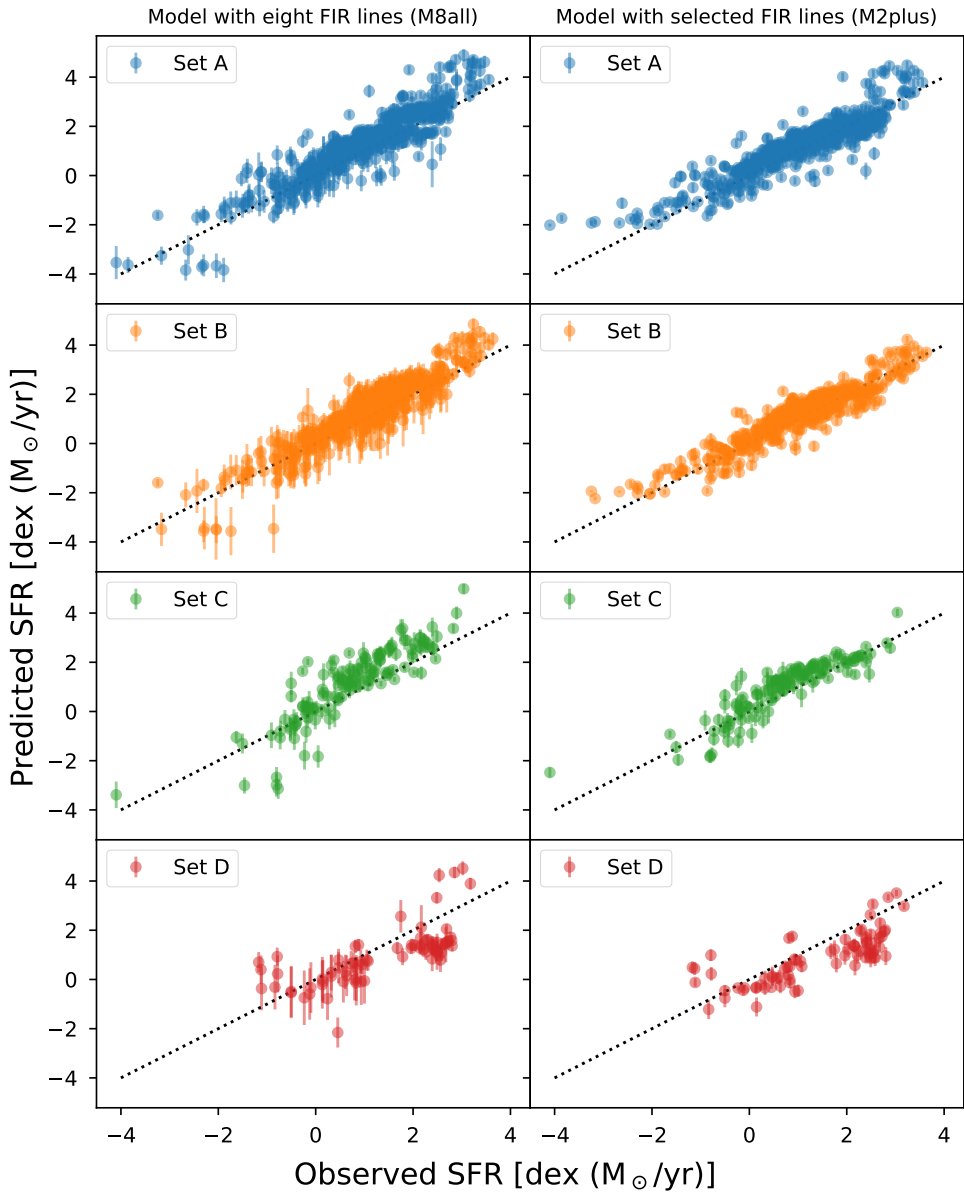 Model with eight FIR lines (M8all)
Model with selected FIR lines (M2plus)
Set A
Set A
4
2
0
−2
−4
Set B
Set B
4
2
0
−2
−4
Set C
Set C
4
2
0
−2
−4
Set D
Set D
4
2
0
−2
−4
Predicted SFR [dex (M⊙/yr)]
−4 −2 0 2 4 −4 −2 0 2 4
Observed SFR [dex (M⊙/yr)]